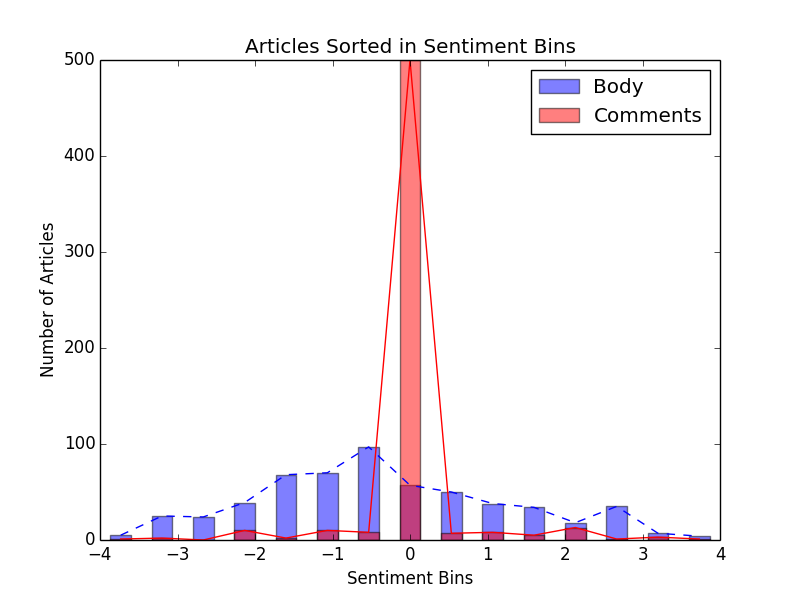 Articles Sorted in Sentiment Bins
Body
Comments
500
400
300
200
100
0
Number of Articles
−4 −3 −2 −1 0 1 2 3 4
Sentiment Bins